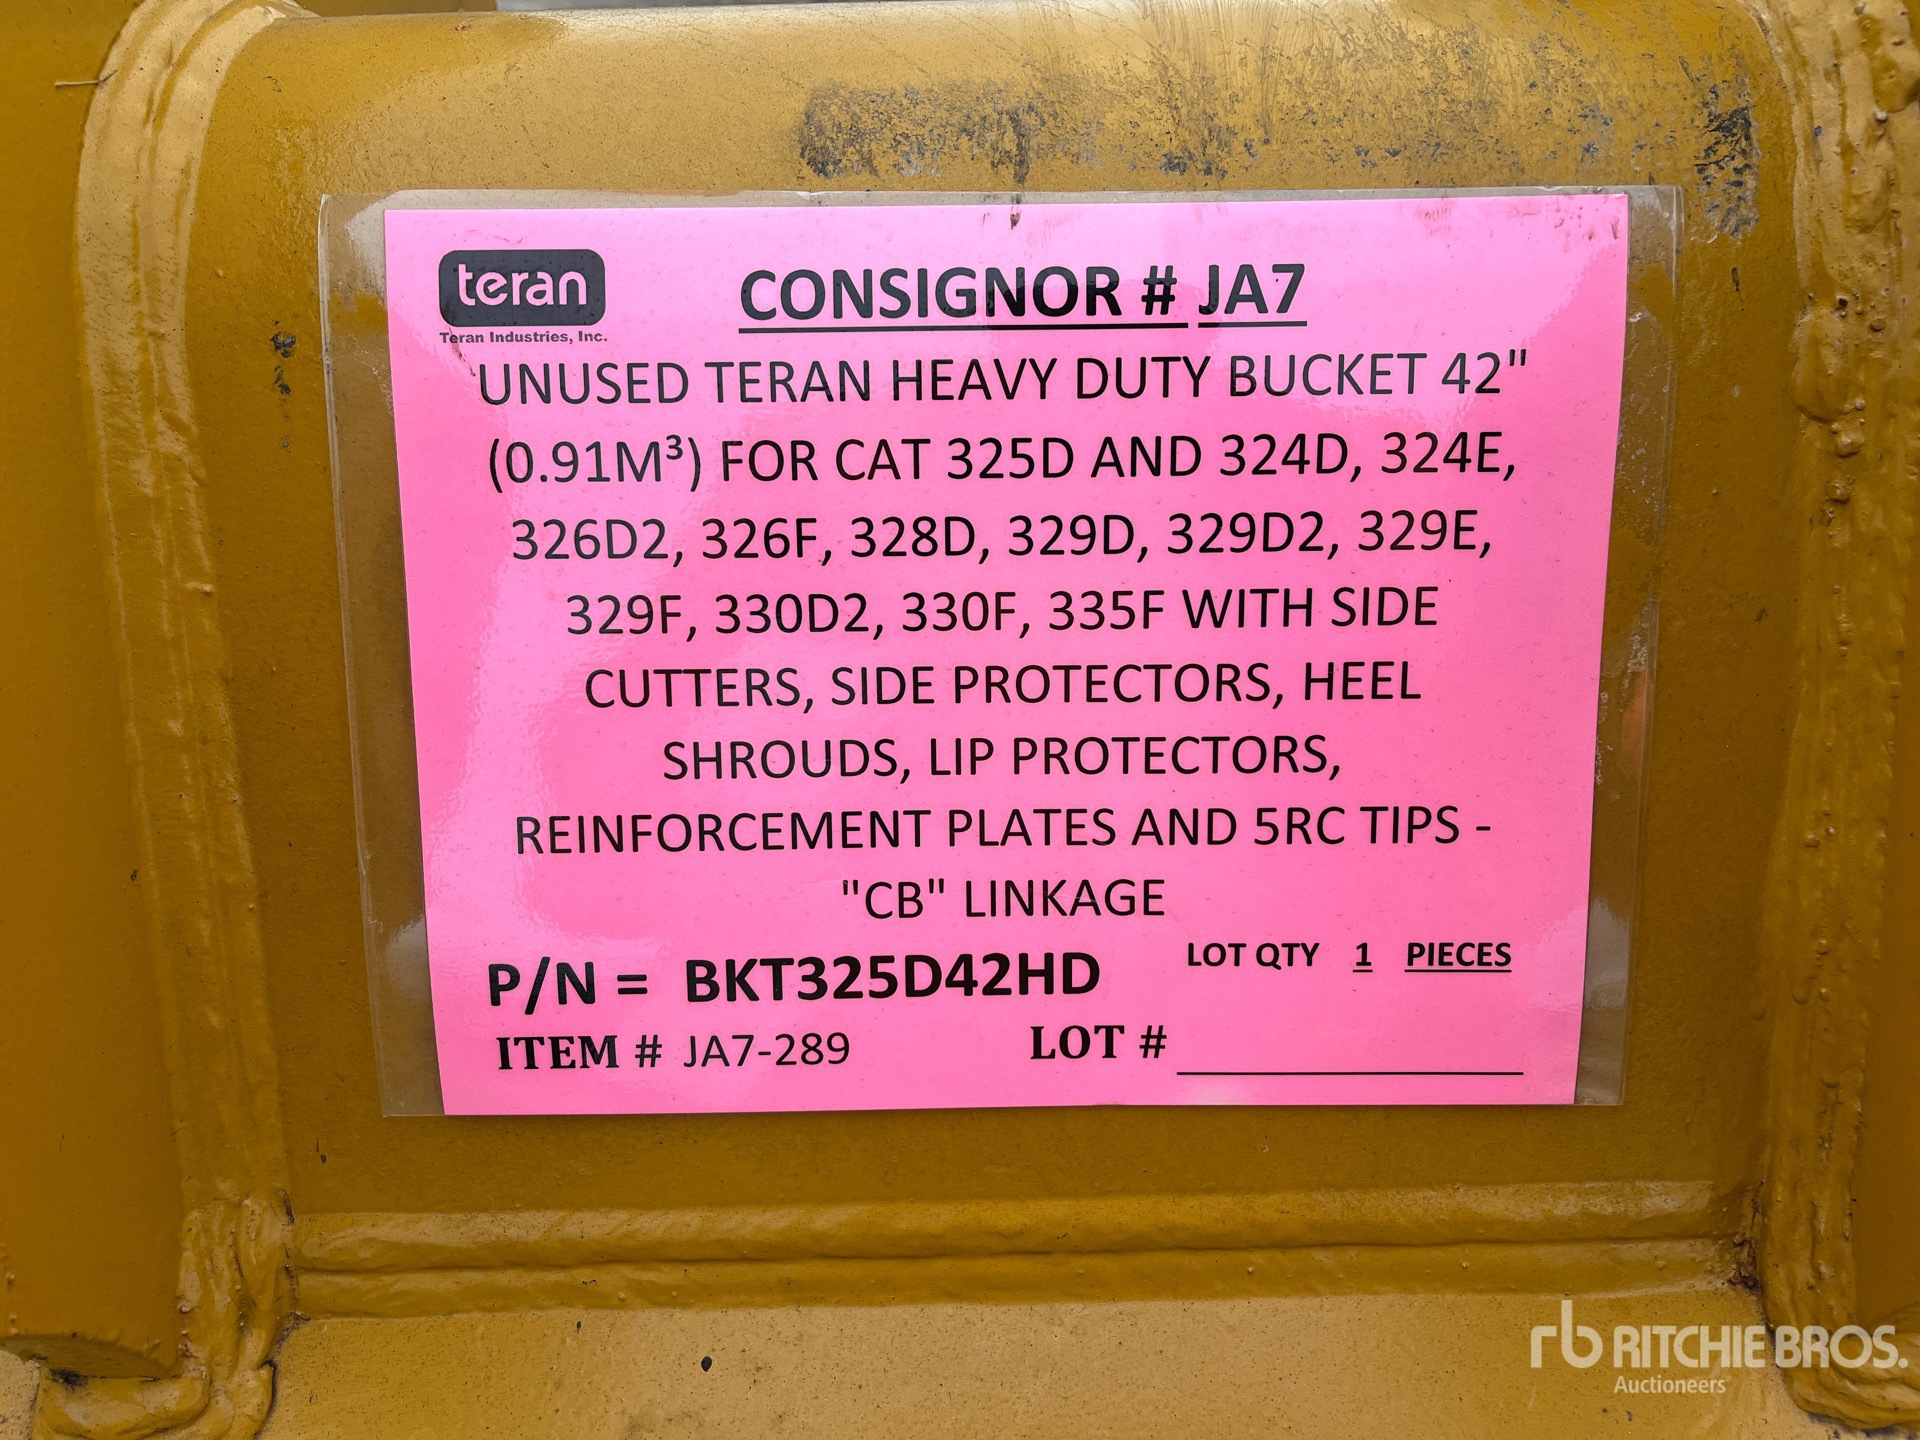 teran
Teran Industries, Inc.
CONSIGNOR # JA7
UNUSED TERAN HEAVY DUTY BUCKET 42"
(0.91M³) FOR CAT 325D AND 324D, 324E,
326D2, 326F, 328D, 329D, 329D2, 329E,
329F, 330D2, 330F, 335F WITH SIDE
CUTTERS, SIDE PROTECTORS, HEEL
SHROUDS, LIP PROTECTORS,
REINFORCEMENT PLATES AND 5RC TIPS -
"CB" LINKAGE
P/N = BKT325D42HD LOT QTY 1 PIECES
ITEM # JA7-289 LOT #
rb RITCHIE BROS.
Auctioneers